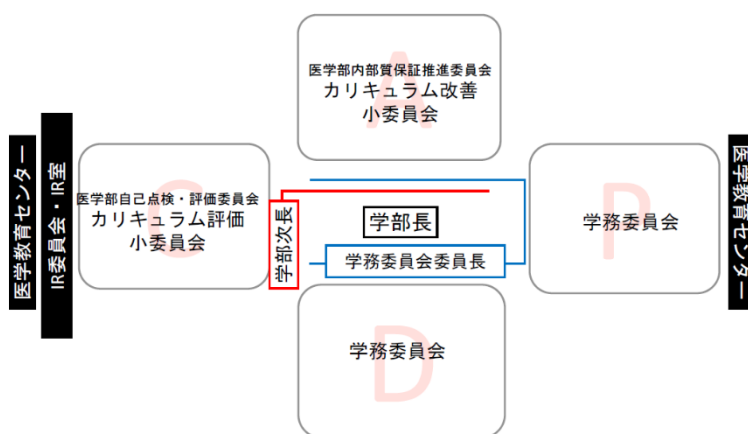 A
医学部内部質保証推進委員会
カリキュラム改善
小委員会
医学教育センター
IR委員会・IR室
C
医学部自己点検・評価委員会
カリキュラム評価
小委員会
学部次長
学部長
学務委員会委員長
P
学務委員会
医学教育センター
D
学務委員会